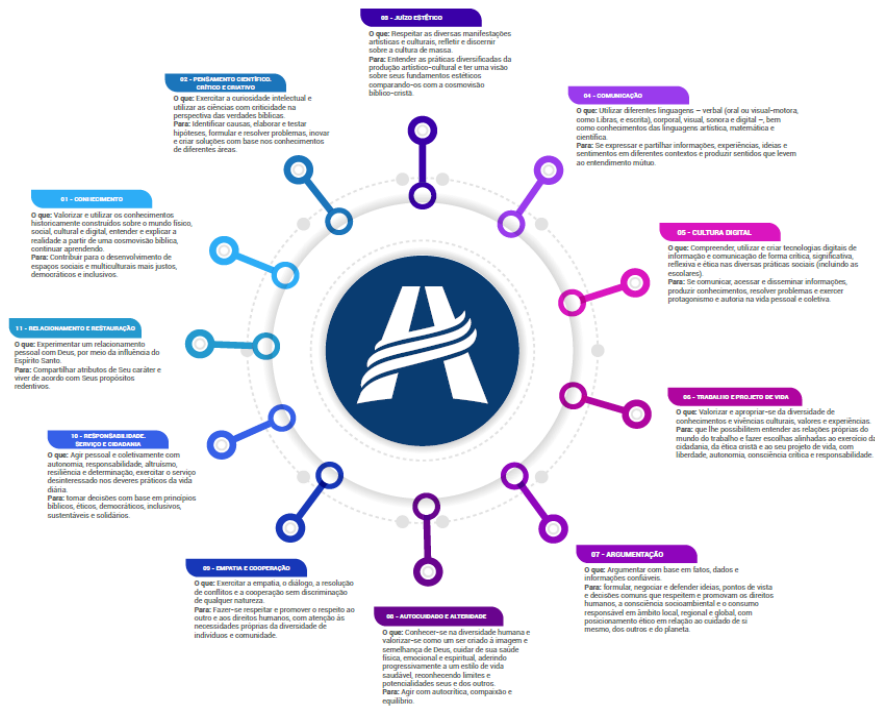 00 - JUÍZO ESTÉTICO
O que: Respeitar as diversas manifestações
artísticas e culturais, refletir e discernir
sobre a cultura de massa.
Para: Entender as práticas diversificadas da
produção artístico-cultural e ter uma visão
sobre seus fundamentos estéticos
comparando-os com a cosmovisão
bíblico-cristã.
02 - PENSAMENTO CIENTÍFICO,
CRÍTICO E CRIATIVO
O que: Exercitar a curiosidade intelectual e
utilizar as ciências com criticidade na
perspectiva das verdades bíblicas.
Para: Identificar causas, elaborar e testar
hipóteses, formular e resolver problemas, inovar
e criar soluções com base nos conhecimentos
de diferentes áreas.
04 - COMUNICAÇÃO
O que: Utilizar diferentes linguagens – verbal (oral ou visual-motora,
como Libras, e escrita), corporal, visual, sonora e digital –, bem
como conhecimentos das linguagens artística, matemática e
científica.
Para: Se expressar e partilhar informações, experiências, ideias e
sentimentos em diferentes contextos e produzir sentidos que levem
ao entendimento mútuo.
01 - CONHECIMENTO
O que: Valorizar e utilizar os conhecimentos
historicamente construídos sobre o mundo físico,
social, cultural e digital, entender e explicar a
realidade a partir de uma cosmovisão bíblica,
continuar aprendendo.
Para: Contribuir para o desenvolvimento de
espaços sociais e multiculturais mais justos,
democráticos e inclusivos.
05 - CULTURA DIGITAL
O que: Compreender, utilizar e criar tecnologias digitais de
informação e comunicação de forma crítica, significativa,
reflexiva e ética nas diversas práticas sociais (incluindo as
escolares).
Para: Se comunicar, acessar e disseminar informações,
produzir conhecimentos, resolver problemas e exercer
protagonismo e autoria na vida pessoal e coletiva.
11 - RELACIONAMENTO E RESTAURAÇÃO
O que: Experimentar um relacionamento
pessoal com Deus, por meio da influência do
Espírito Santo.
Para: Compartilhar atributos de Seu caráter e
viver de acordo com Seus propósitos
redentivos.
06 - TRABALHO E PROJETO DE VIDA
O que: Valorizar e apropriar-se da diversidade de
conhecimentos e vivências culturais, valores e experiências.
Para: que lhe possibilitem entender as relações próprias do
mundo do trabalho e fazer escolhas alinhadas ao exercício da
cidadania, da ética cristã e ao seu projeto de vida, com
liberdade, autonomia, consciência crítica e responsabilidade.
10 - RESPONSABILIDADE,
SERVIÇO E CIDADANIA
O que: Agir pessoal e coletivamente com
autonomia, responsabilidade, altruísmo,
resiliência e determinação, exercitar o serviço
desinteressado nos deveres práticos da vida
diária.
Para: tomar decisões com base em princípios
bíblicos, éticos, democráticos, inclusivos,
sustentáveis e solidários.
09 - EMPATIA E COOPERAÇÃO
O que: Exercitar a empatia, o diálogo, a resolução
de conflitos e a cooperação sem discriminação
de qualquer natureza.
Para: Fazer-se respeitar e promover o respeito ao
outro e aos direitos humanos, com atenção às
necessidades próprias da diversidade de
indivíduos e comunidade.
07 - ARGUMENTAÇÃO
O que: Argumentar com base em fatos, dados e
informações confiáveis.
Para: formular, negociar e defender ideias, pontos de vista
e decisões comuns que respeitem e promovam os direitos
humanos, a consciência socioambiental e o consumo
responsável em âmbito local, regional e global, com
posicionamento ético em relação ao cuidado de si
mesmo, dos outros e do planeta.
08 - AUTOCUIDADO E ALTERIDADE
O que: Conhecer-se na diversidade humana e
valorizar-se como um ser criado à imagem e
semelhança de Deus, cuidar de sua saúde
física, emocional e espiritual, aderindo
progressivamente a um estilo de vida
saudável, reconhecendo limites e
potencialidades seus e dos outros.
Para: Agir com autocrítica, compaixão e
equilíbrio.